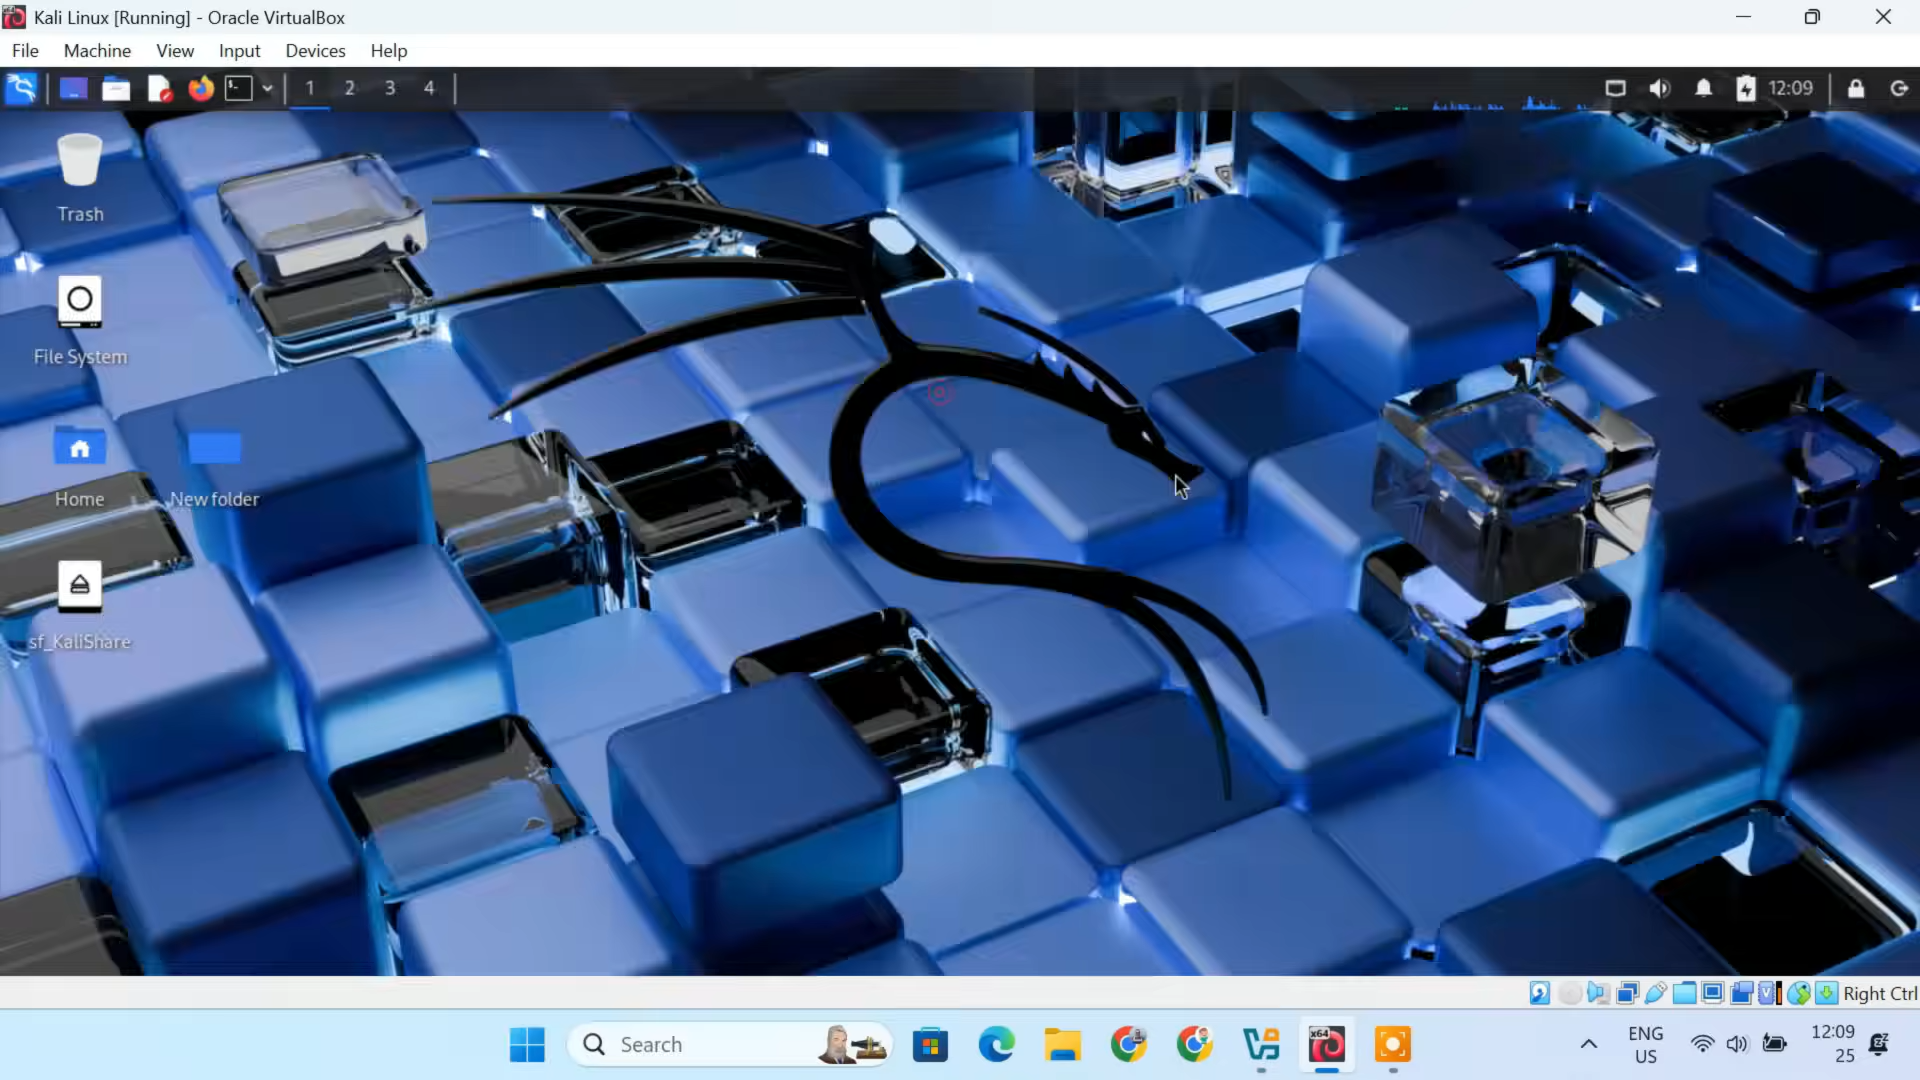 Kali Linux [Running] - Oracle VirtualBox
File Machine View Input Devices Help
1 2 3 4 12:09
Trash
File System
Home New folder
sf_KaliShare
Right Ctrl
Search
x64
ENG
US
12:09
25